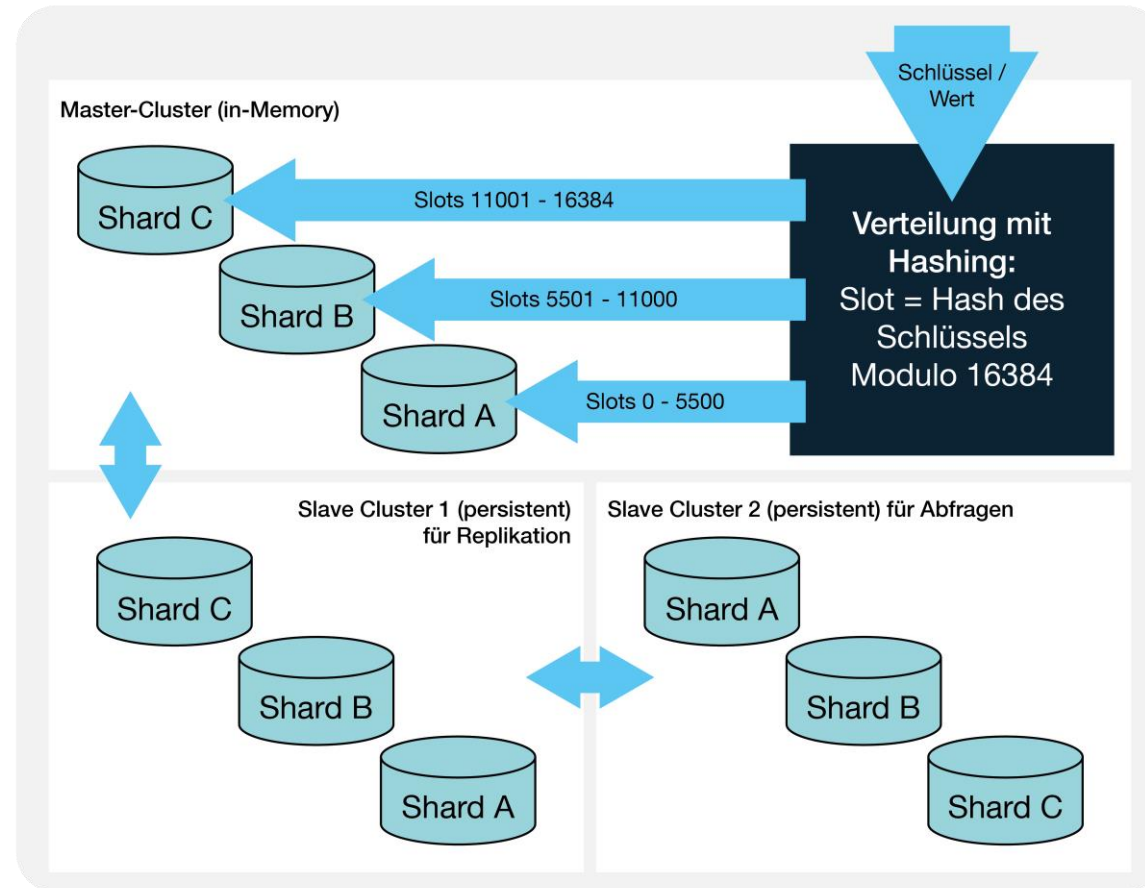 Schlüssel /
Wert
Master-Cluster (in-Memory)
Shard C
Slots 11001 - 16384
Shard B
Slots 5501 - 11000
Shard A
Slots 0 - 5500
Verteilung mit
Hashing:
Slot = Hash des
Schlüssels
Modulo 16384
Slave Cluster 1 (persistent)
für Replikation
Shard C
Shard B
Shard A
Slave Cluster 2 (persistent) für Abfragen
Shard A
Shard B
Shard C